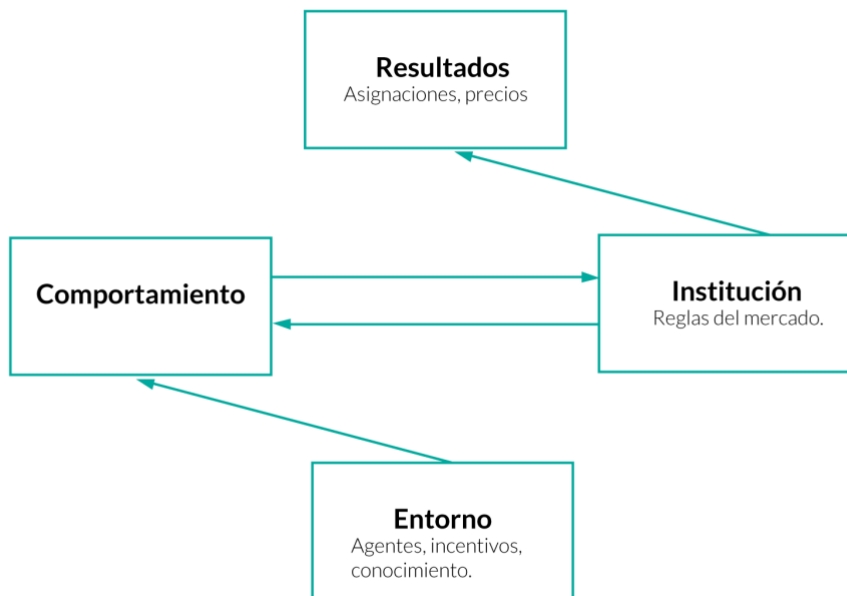 Resultados
Asignaciones, precios
Comportamiento
Institución
Reglas del mercado.
Entorno
Agentes, incentivos,
conocimiento.